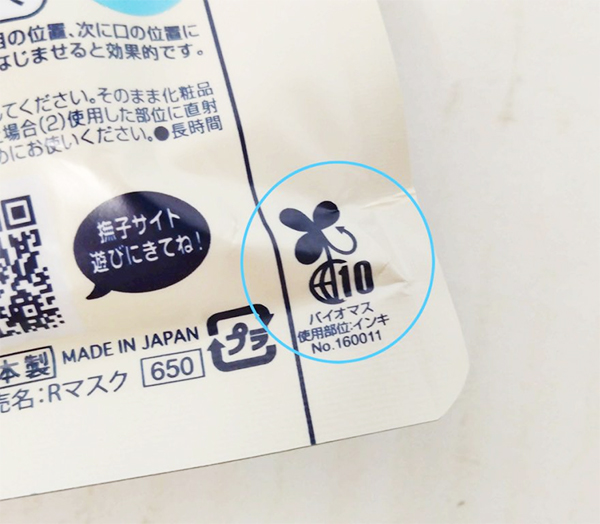 目の位置、次に口の位置に
なじませると効果的です。
してください。そのまま化粧品
場合(2)使用した部位に直射
めにお使いください。●長時間
撫子サイト
遊びにきてね!
10
バイオマス
使用部位:インキ
No.160011
プラ
本製
MADE IN JAPAN
売名:Rマスク
650